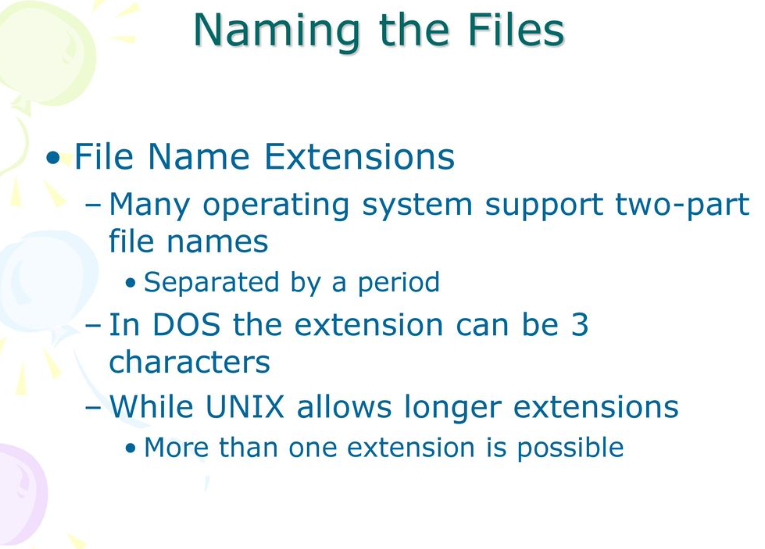 Naming the Files
• File Name Extensions
– Many operating system support two-part
file names
• Separated by a period
– In DOS the extension can be 3
characters
– While UNIX allows longer extensions
• More than one extension is possible